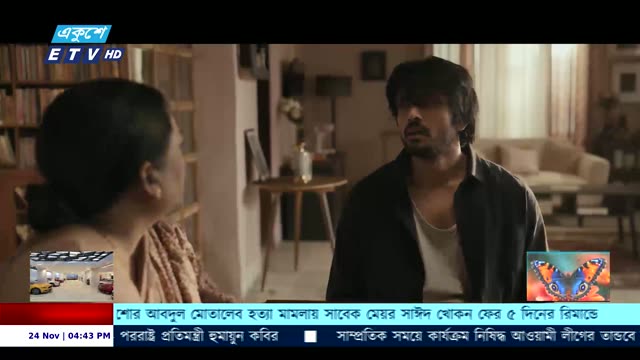 একুশে
ETV HD
শোর আবদুল মোতালেব হত্যা মামলায় সাবেক মেয়র সাঈদ খোকন ফের ৫ দিনের রিমান্ডে
24 Nov | 04:43 PM পররাষ্ট্র প্রতিমন্ত্রী হুমায়ুন কবির ■ সাম্প্রতিক সময়ে কার্যক্রম নিষিদ্ধ আওয়ামী লীগের তান্ডবে